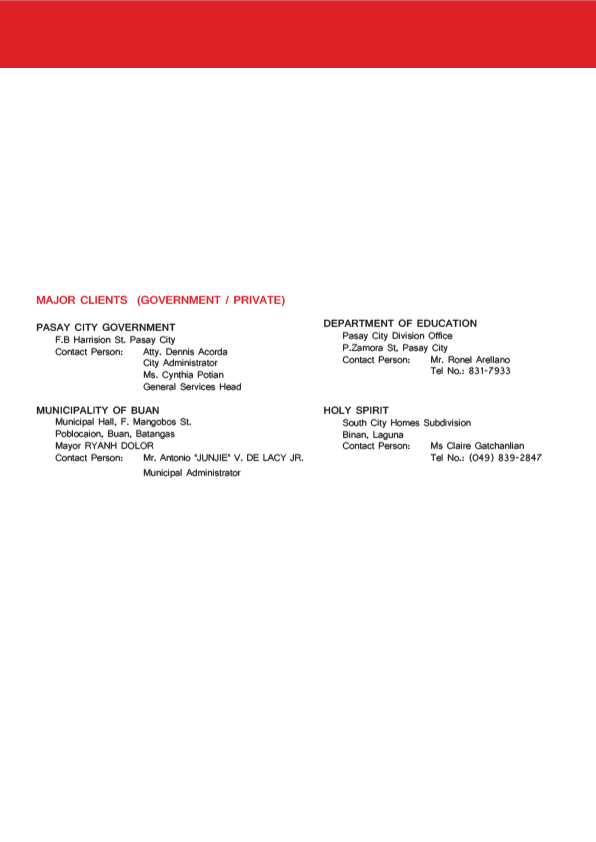 MAJOR CLIENTS (GOVERNMENT / PRIVATE)
PASAY CITY GOVERNMENT
F.B Harrision St. Pasay City
Contact Person: Atty. Dennis Acorda
City Administrator
Ms. Cynthia Potian
General Services Head
MUNICIPALITY OF BUAN
Municipal Hall, F. Mangobos St.
Poblocaion, Buan, Batangas
Mayor RYANH DOLOR
Contact Person: Mr. Antonio "JUNJIE" V. DE LACY JR.
Municipal Administrator
DEPARTMENT OF EDUCATION
Pasay City Division Office
P.Zamora St, Pasay City
Contact Person: Mr. Ronel Arellano
Tel No.: 831-7933
HOLY SPIRIT
South City Homes Subdivision
Binan, Laguna
Contact Person: Ms Claire Gatchanlian
Tel No.: (049) 839-2847